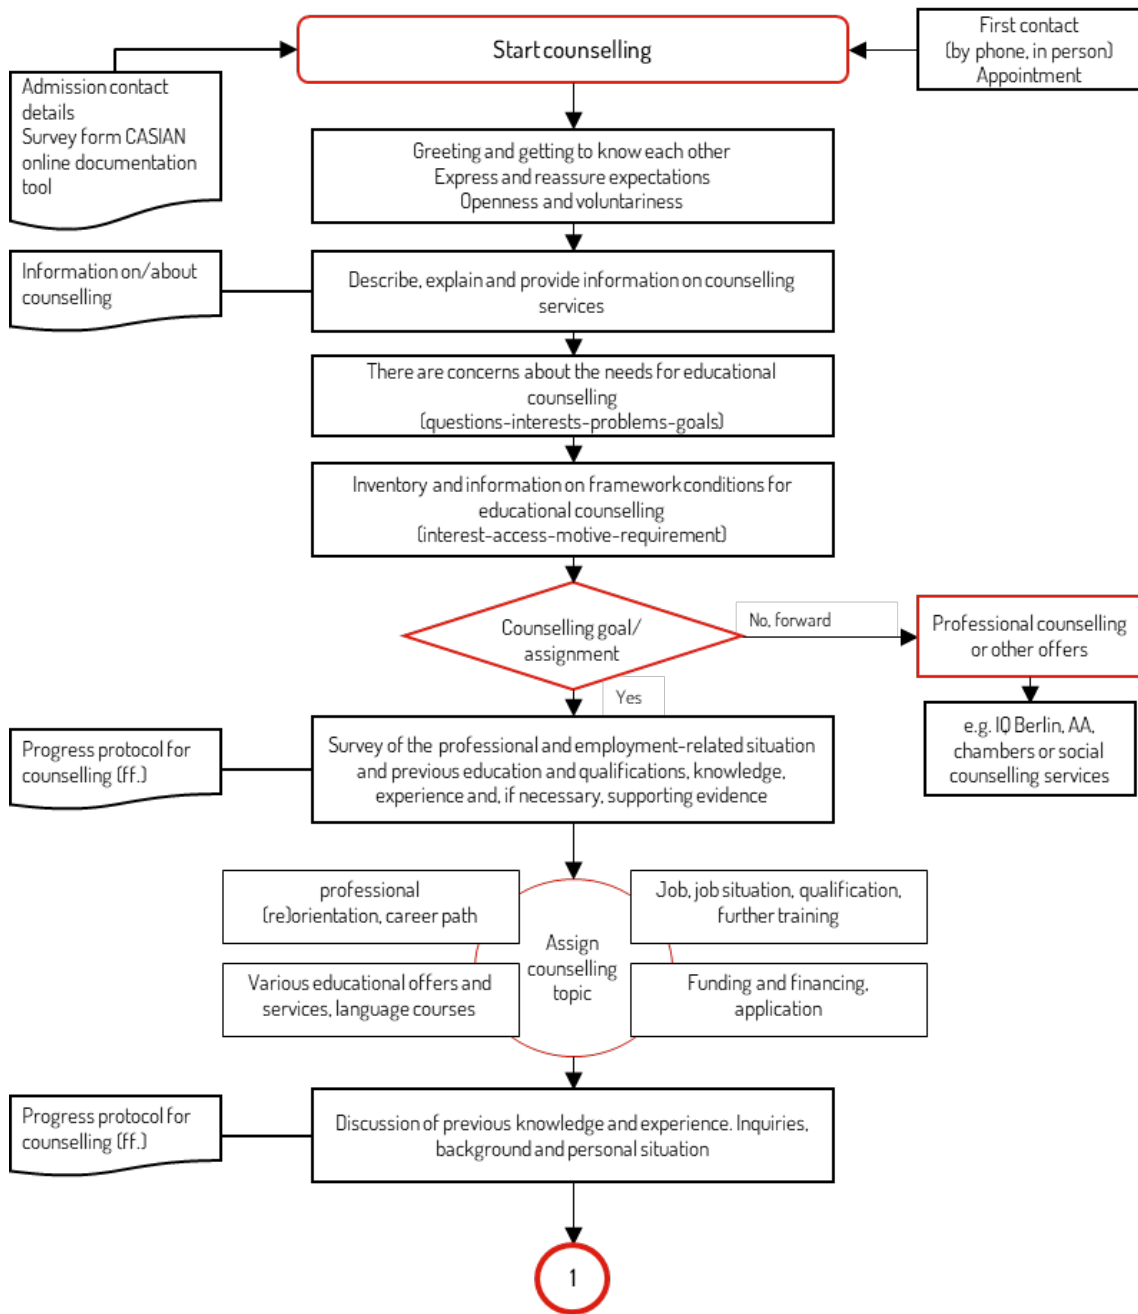 Start counselling
First contact
(by phone, in person)
Appointment
Admission contact
details
Survey form CASIAN
online documentation
tool
Greeting and getting to know each other
Express and reassure expectations
Openness and voluntariness
Information on/about
counselling
Describe, explain and provide information on counselling
services
There are concerns about the needs for educational
counselling
(questions-interests-problems-goals)
Inventory and information on framework conditions for
educational counselling
(interest-access-motive-requirement)
Counselling goal/
assignment
No, forward
Professional counselling
or other offers
Yes
e.g. IQ Berlin, AA,
chambers or social
counselling services
Progress protocol for
counselling (ff.)
Survey of the professional and employment-related situation
and previous education and qualifications, knowledge,
experience and, if necessary, supporting evidence
professional
(re)orientation, career path
Job, job situation, qualification,
further training
Assign
counselling
topic
Various educational offers and
services, language courses
Funding and financing,
application
Progress protocol for
counselling (ff.)
Discussion of previous knowledge and experience. Inquiries,
background and personal situation
1